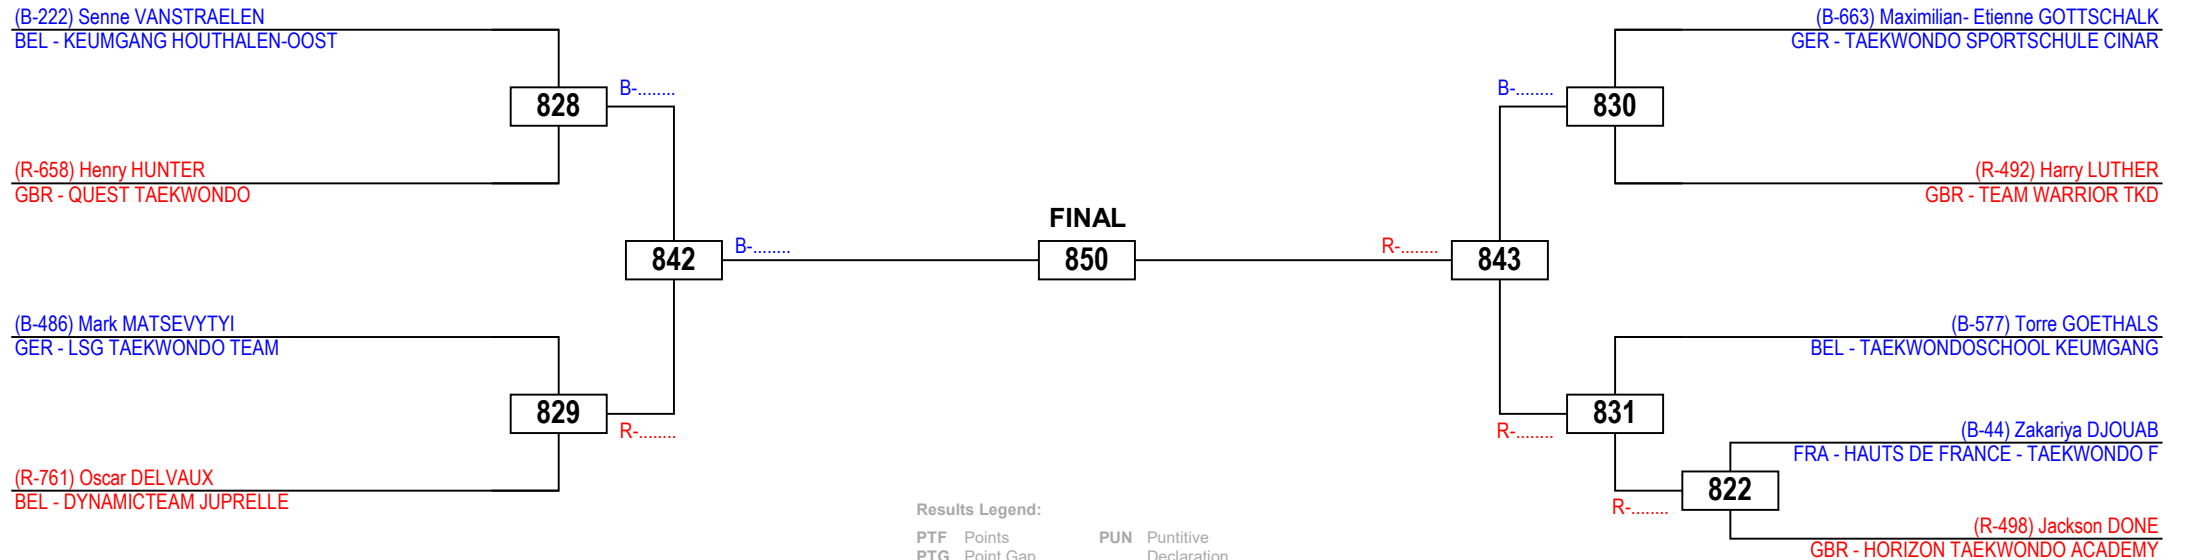 (B-222) Senne VANSTRAELEN
BEL - KEUMGANG HOUTHALEN-OOST
828
B-........
(R-658) Henry HUNTER
GBR - QUEST TAEKWONDO
842
B-........
(B-486) Mark MATSEVYTYI
GER - LSG TAEKWONDO TEAM
829
R-........
(R-761) Oscar DELVAUX
BEL - DYNAMICTEAM JUPRELLE
FINAL
850
(B-663) Maximilian- Etienne GOTTSCHALK
GER - TAEKWONDO SPORTSCHULE CINAR
B-........
830
(R-492) Harry LUTHER
GBR - TEAM WARRIOR TKD
R-........
843
(B-577) Torre GOETHALS
BEL - TAEKWONDOSCHOOL KEUMGANG
R-........
831
(B-44) Zakariya DJOUAB
FRA - HAUTS DE FRANCE - TAEKWONDO F
R-........
822
(R-498) Jackson DONE
GBR - HORIZON TAEKWONDO ACADEMY
Results Legend:
PTF Points PUN Puntitive
PTG Point Gap Declaration